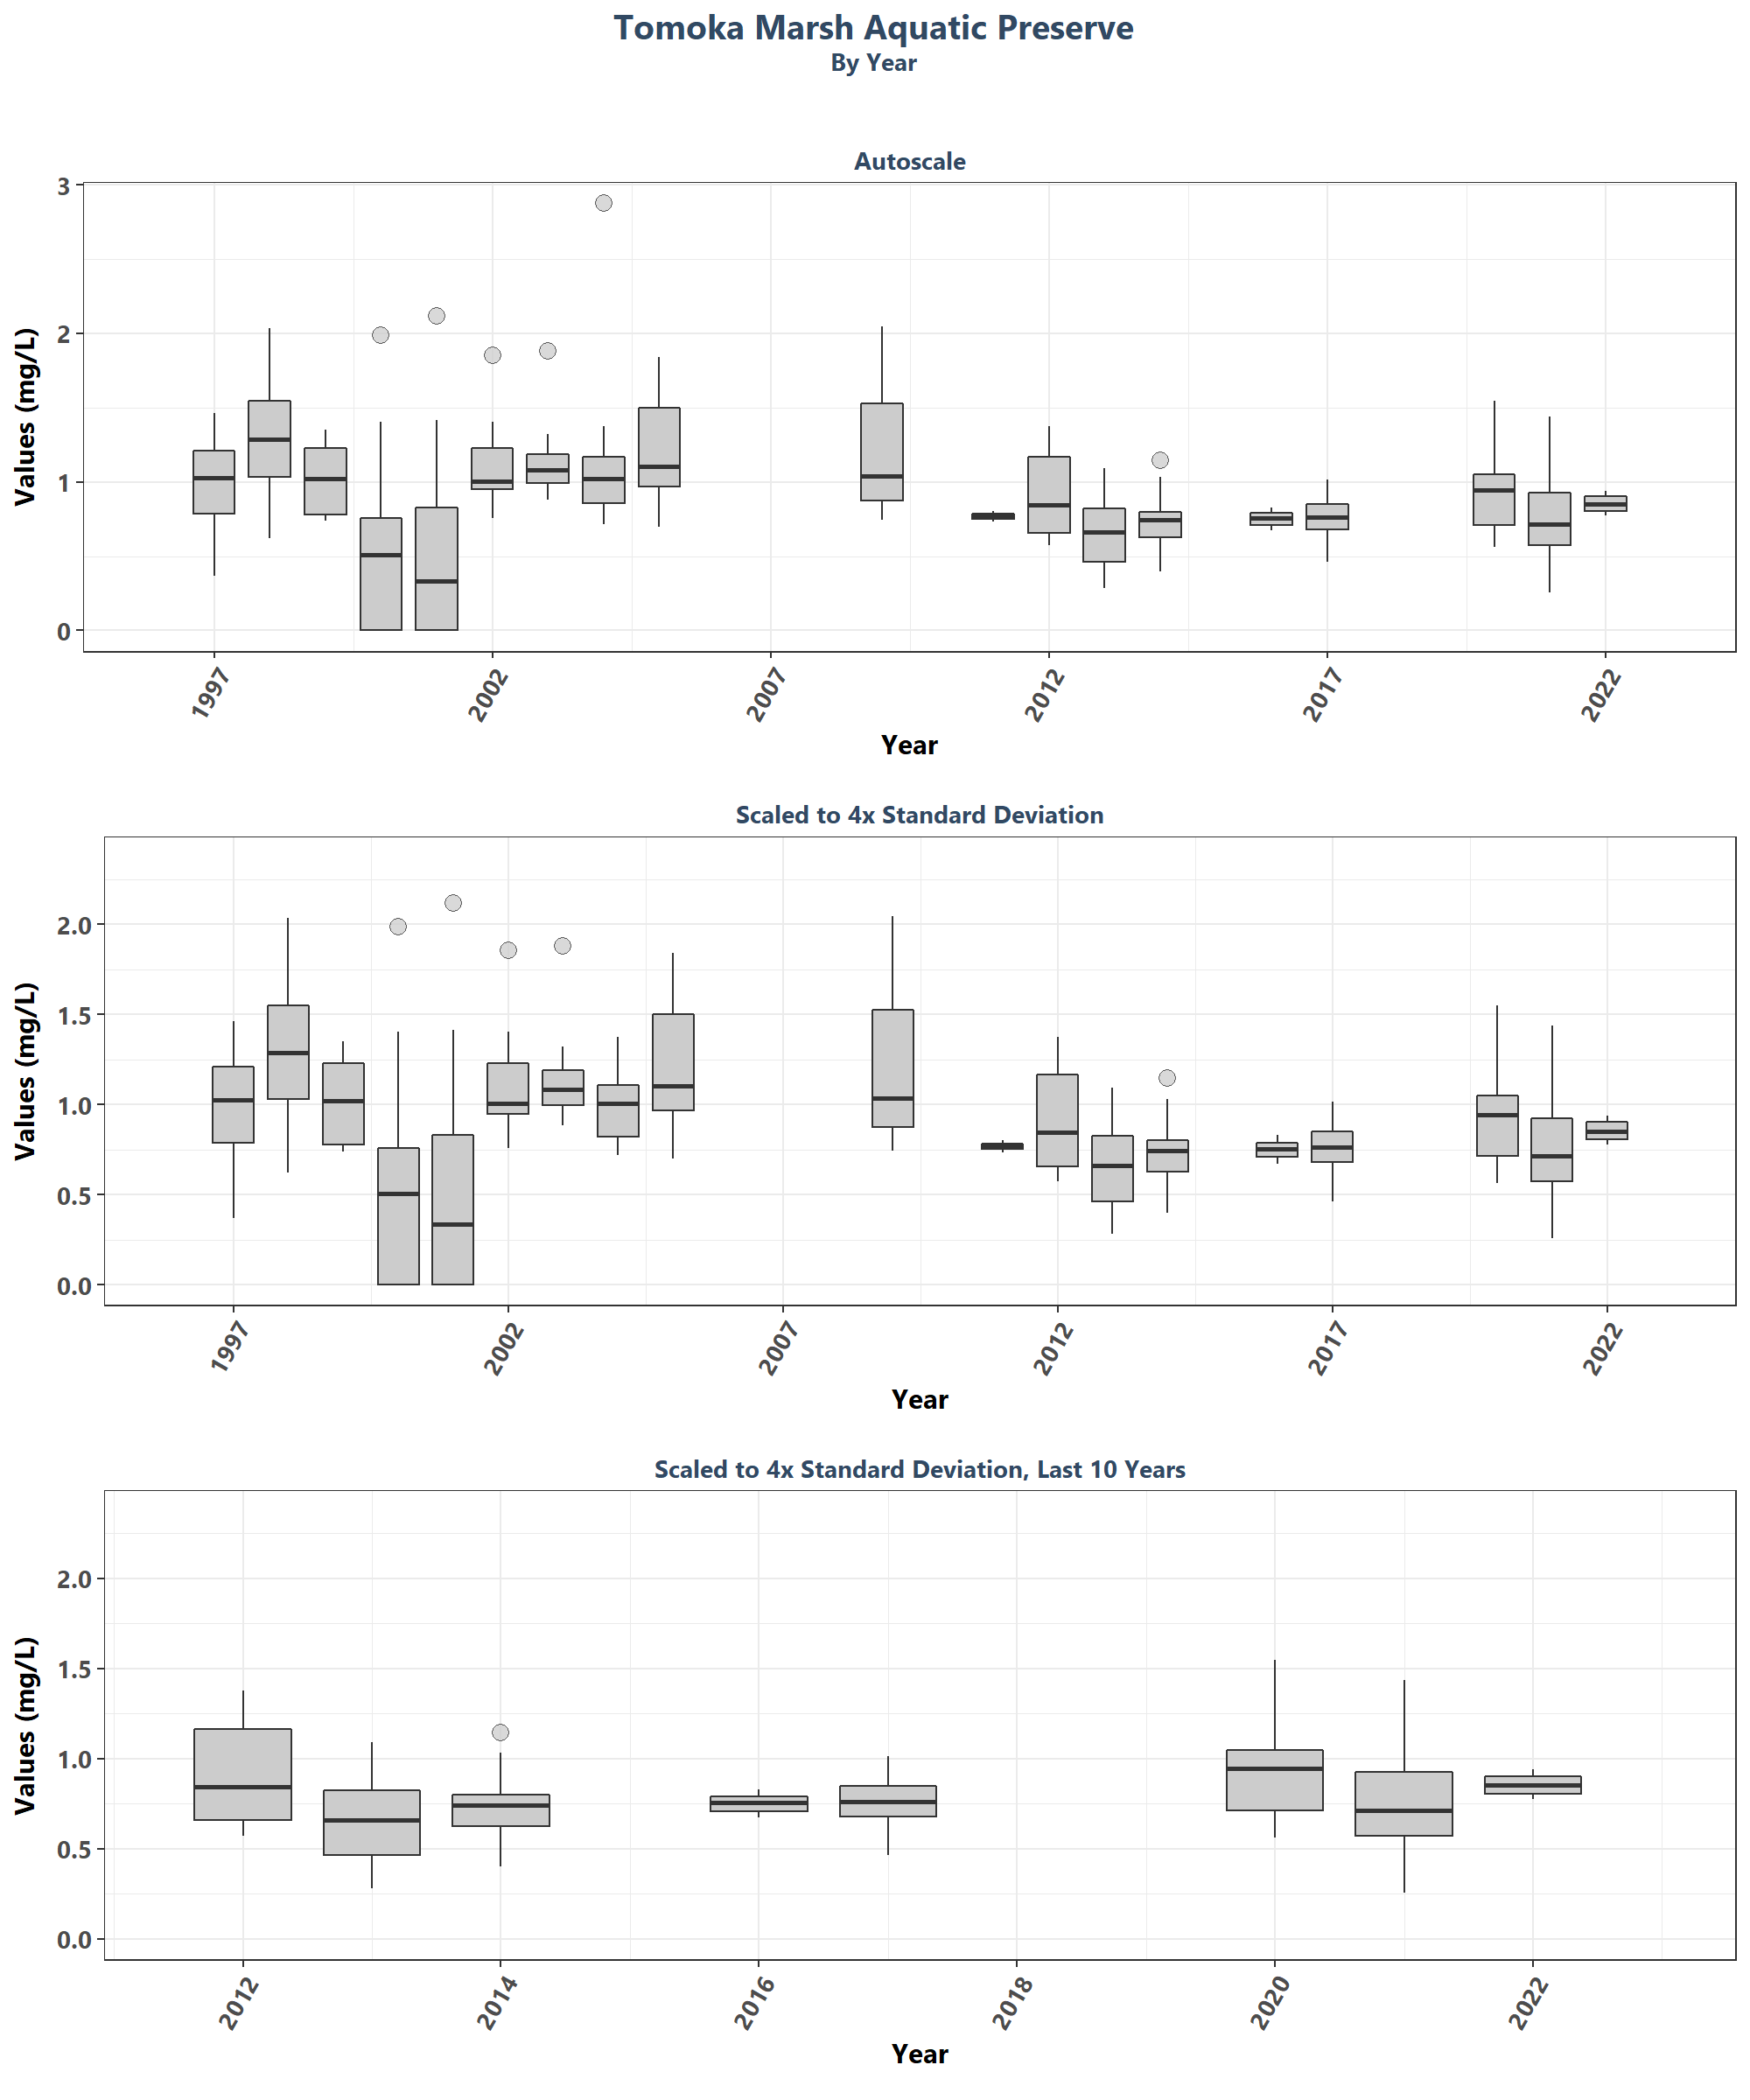 Tomoka Marsh Aquatic Preserve
By Year
Autoscale
Values (mg/L)
3
2
1
0
1997 2002 2007 2012 2017 2022
Year
Scaled to 4x Standard Deviation
Values (mg/L)
2.0
1.5
1.0
0.5
0.0
1997 2002 2007 2012 2017 2022
Year
Scaled to 4x Standard Deviation, Last 10 Years
Values (mg/L)
2.0
1.5
1.0
0.5
0.0
2012 2014 2016 2018 2020 2022
Year